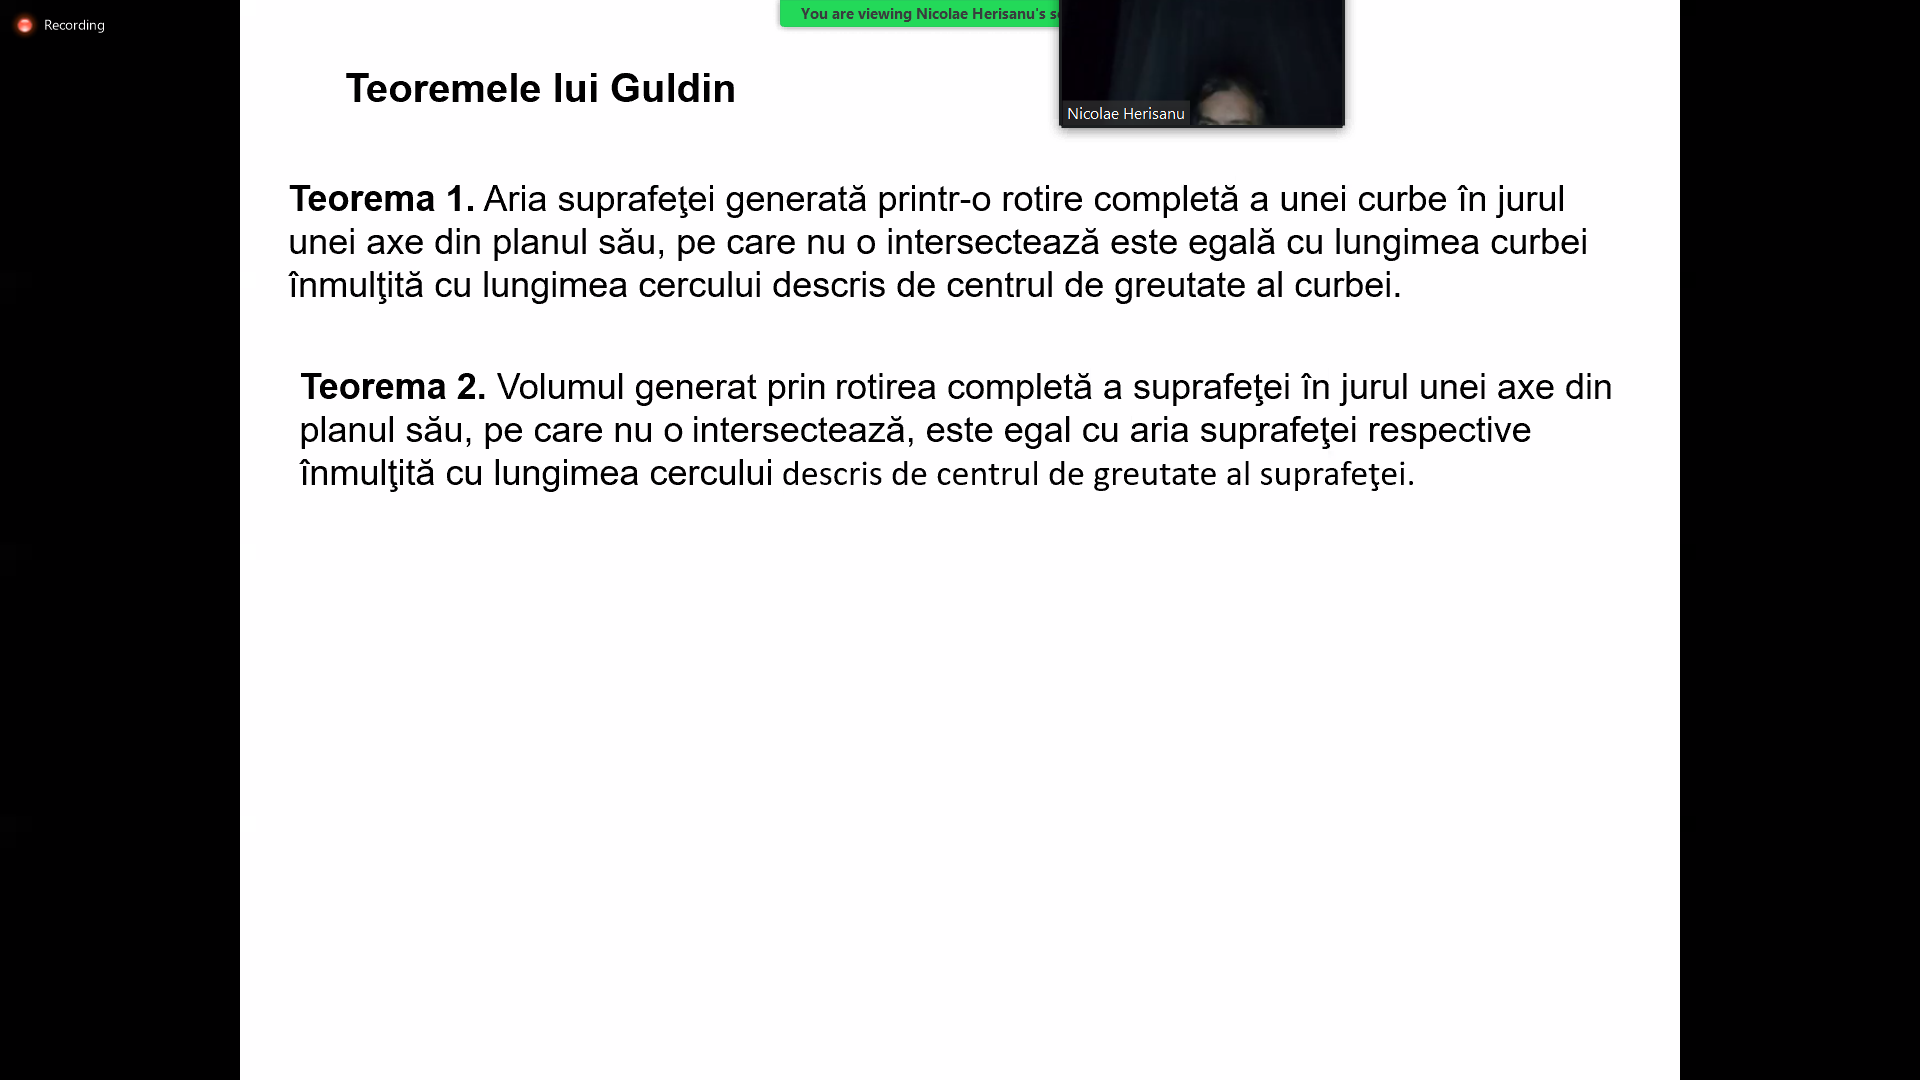 Recording
You are viewing Nicolae Herisanu's
Nicolae Herisanu
Teoremele lui Guldin
Teorema 1. Aria suprafeţei generată printr-o rotire completă a unei curbe în jurul
unei axe din planul său, pe care nu o intersectează este egală cu lungimea curbei
înmulţită cu lungimea cercului descris de centrul de greutate al curbei.
Teorema 2. Volumul generat prin rotirea completă a suprafeţei în jurul unei axe din
planul său, pe care nu o intersectează, este egal cu aria suprafeţei respective
înmulţită cu lungimea cercului descris de centrul de greutate al suprafeţei.